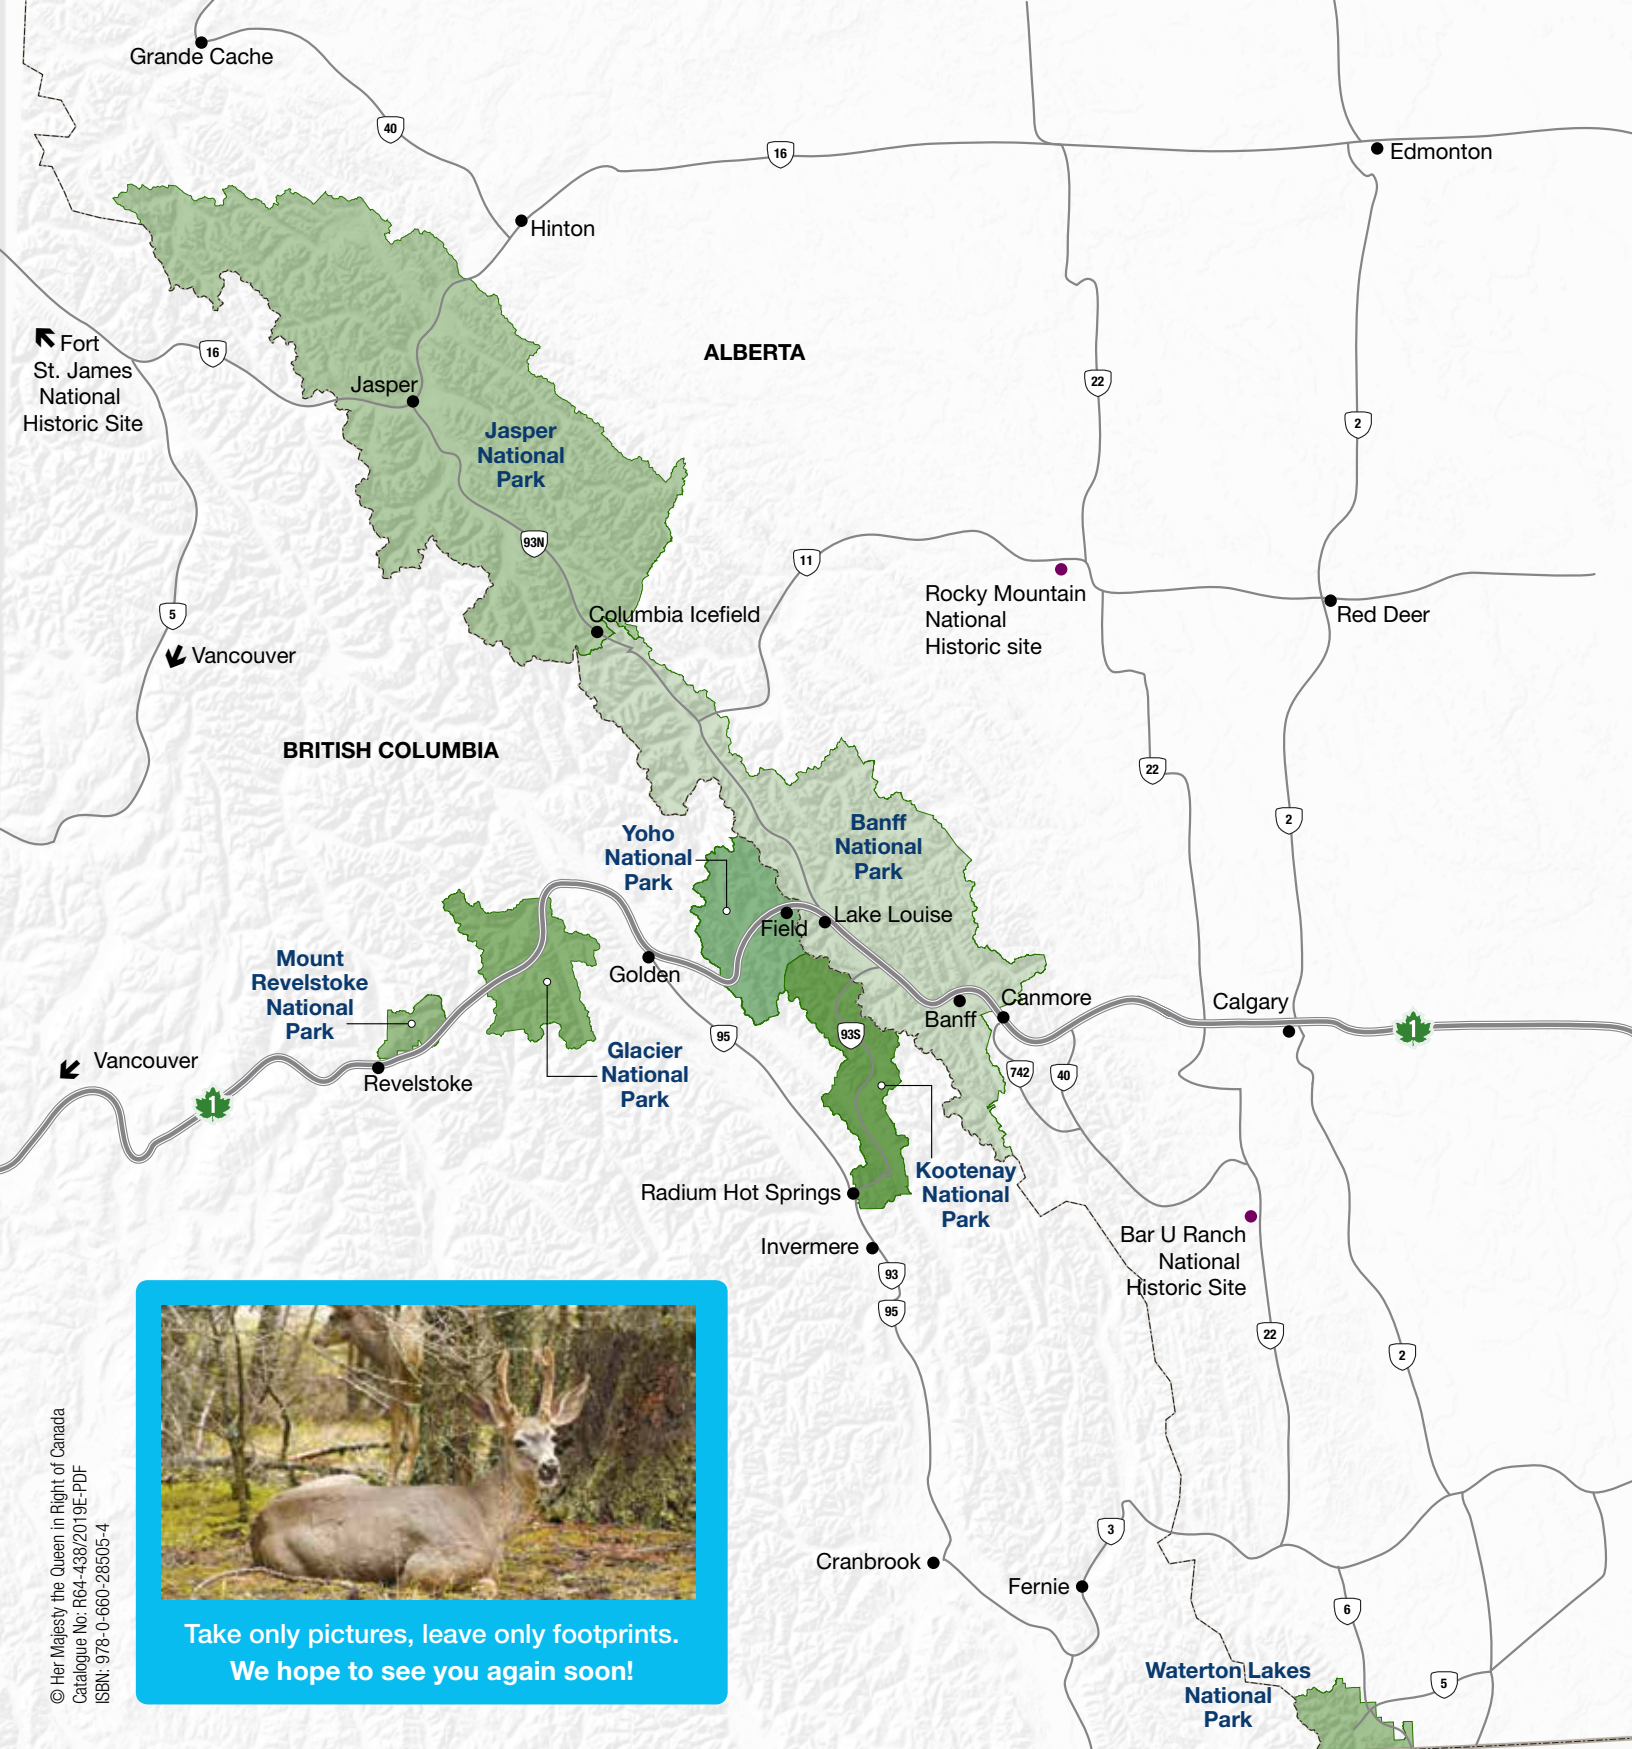 Grande Cache
40
16
Edmonton
Hinton
Fort
St. James
National
Historic Site
16
ALBERTA
Jasper
22
Jasper
National
Park
2
93N
11
Rocky Mountain
National
Historic site
Columbia Icefield
Red Deer
5
Vancouver
BRITISH COLUMBIA
22
2
Yoho
National
Park
Banff
National
Park
Lake Louise
Field
Golden
Mount
Revelstoke
National
Park
Canmore
Banff
Calgary
1
95
93S
Glacier
National
Park
742
40
Vancouver
Revelstoke
1
Kootenay
National
Park
Radium Hot Springs
Invermere
Bar U Ranch
National
Historic Site
93
95
22
2
© Her Majesty the Queen in Right of Canada
Catalogue No: R64-438/2019E-PDF
ISBN: 978-0-660-28505-4
Cranbrook
3
Fernie
6
Take only pictures, leave only footprints.
We hope to see you again soon!
Waterton Lakes
National
Park
5